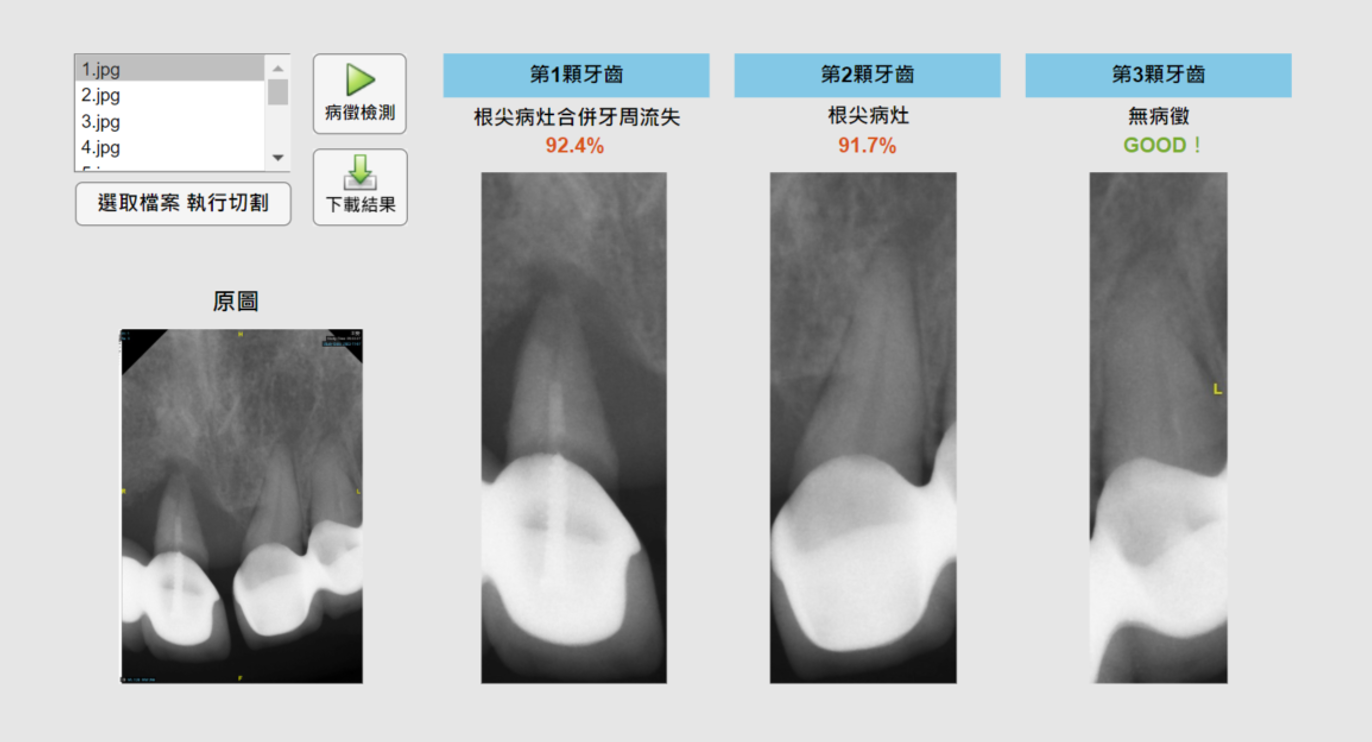 1.jpg
2.jpg
3.jpg
4.jpg
選取檔案 執行切割
病徵檢測
下載結果
原圖
H
L
F
第1顆牙齒
根尖病灶合併牙周流失
92.4%
第2顆牙齒
根尖病灶
91.7%
第3顆牙齒
無病徵
GOOD！
L